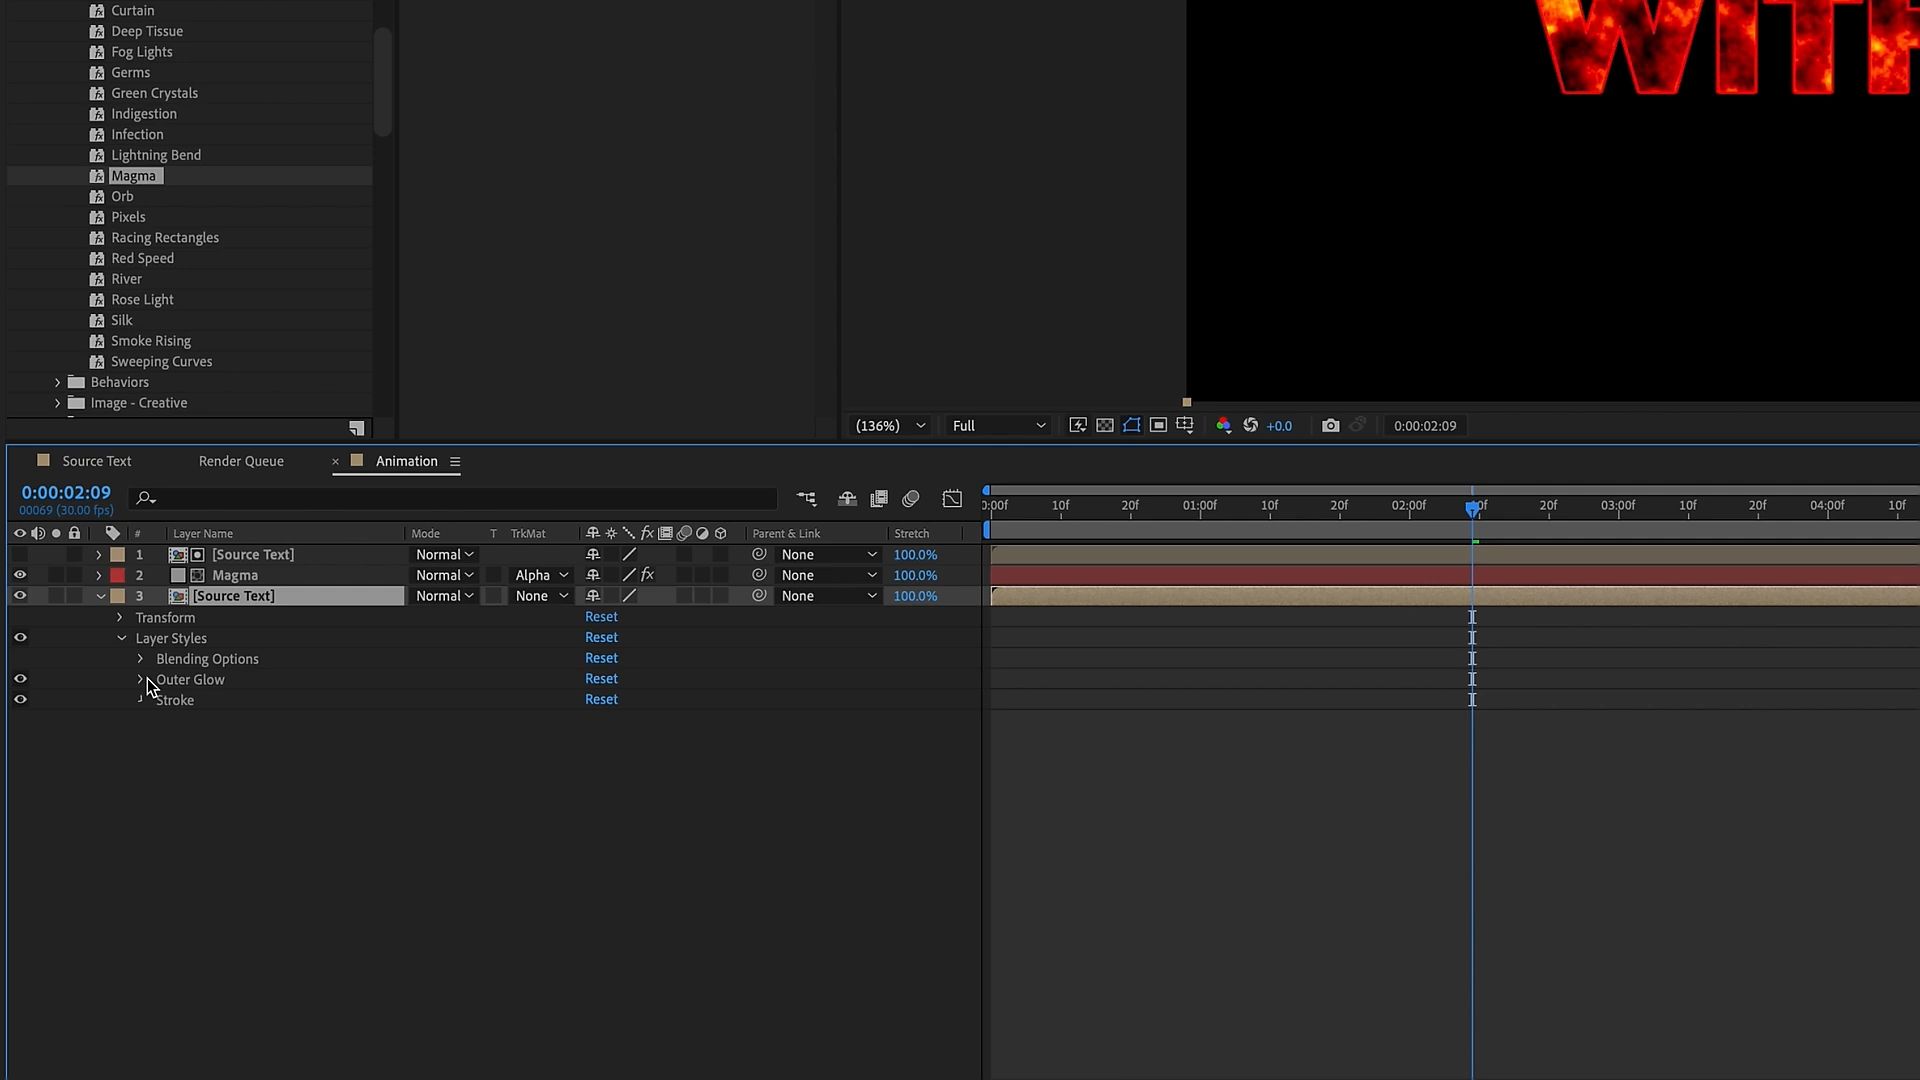 Curtain
Deep Tissue
Fog Lights
Germs
Green Crystals
Indigestion
Infection
Lightning Bend
Magma
Orb
Pixels
Racing Rectangles
Red Speed
River
Rose Light
Silk
Smoke Rising
Sweeping Curves
Behaviors
Image - Creative
WITH
(136%) Full +0.0 0:00:02:09
Source Text Render Queue × Animation
0:00:02:09
00069 (30.00 fps)
0:00f 10f 20f 01:00f 10f 20f 02:00f 20f 03:00f 10f 20f 04:00f 10f
# Layer Name Mode T TrkMat fx Parent & Link Stretch
1 [Source Text] Normal None 100.0%
2 Magma Normal Alpha fx None 100.0%
3 [Source Text] Normal None None 100.0%
Transform Reset
Layer Styles Reset
Blending Options Reset
Outer Glow Reset
Stroke Reset